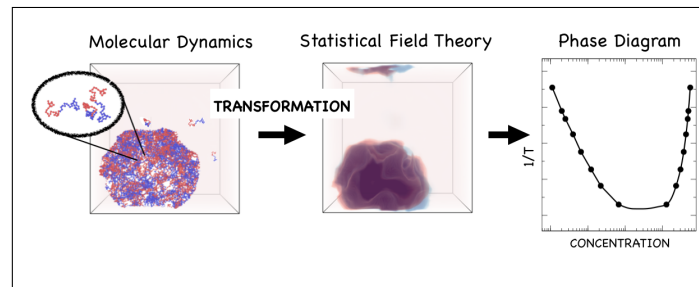 Molecular Dynamics
Statistical Field Theory
Phase Diagram
TRANSFORMATION
1/T
CONCENTRATION